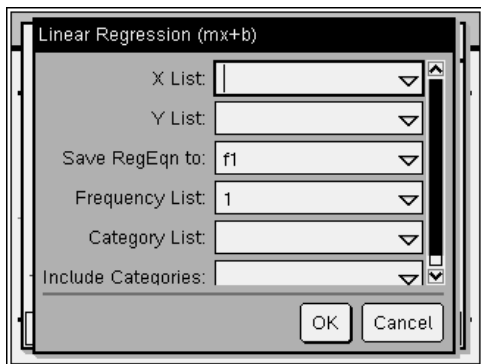 Linear Regression (mx+b)
X List:
Y List:
Save RegEqn to: f1
Frequency List: 1
Category List:
Include Categories:
OK Cancel